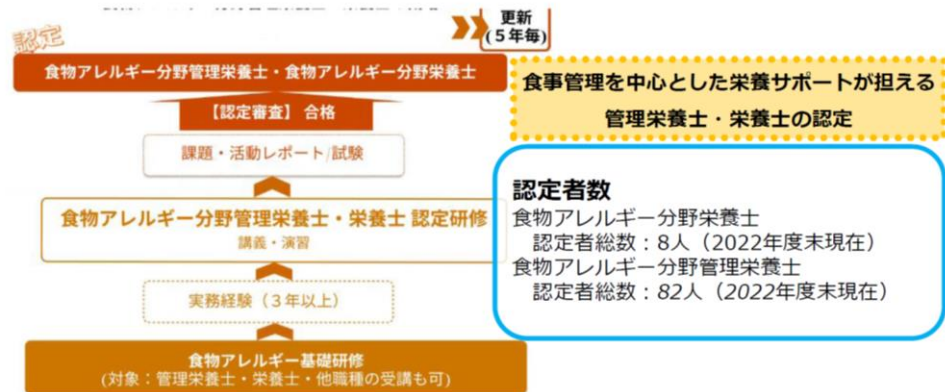 認定
更新
(5年毎)
食物アレルギー分野管理栄養士・食物アレルギー分野栄養士
【認定審査】 合格
課題・活動レポート/試験
食物アレルギー分野管理栄養士・栄養士 認定研修
講義・演習
実務経験（3年以上）
食物アレルギー基礎研修
(対象：管理栄養士・栄養士・他職種の受講も可)
食事管理を中心とした栄養サポートが担える
管理栄養士・栄養士の認定
認定者数
食物アレルギー分野栄養士
認定者総数：8人（2022年度末現在）
食物アレルギー分野管理栄養士
認定者総数：82人（2022年度末現在）